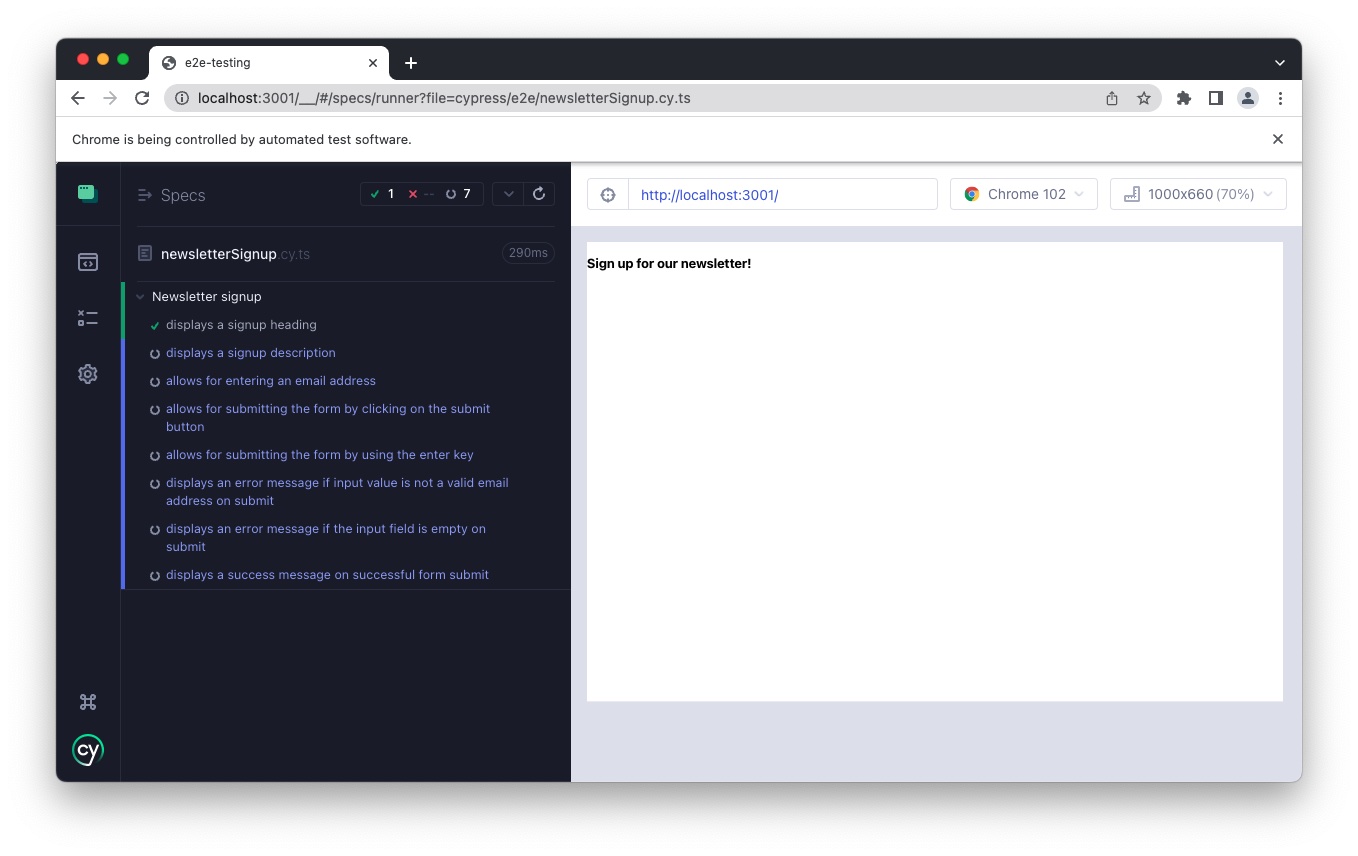 e2e-testing
localhost:3001/__/#/specs/runner?file=cypress/e2e/newsletterSignup.cy.ts
Chrome is being controlled by automated test software.
Specs
1 -- 7
newsletterSignup.cy.ts
290ms
Newsletter signup
displays a signup heading
displays a signup description
allows for entering an email address
allows for submitting the form by clicking on the submit
button
allows for submitting the form by using the enter key
displays an error message if input value is not a valid email
address on submit
displays an error message if the input field is empty on
submit
displays a success message on successful form submit
cy
http://localhost:3001/
Chrome 102
1000x660 (70%)
Sign up for our newsletter!